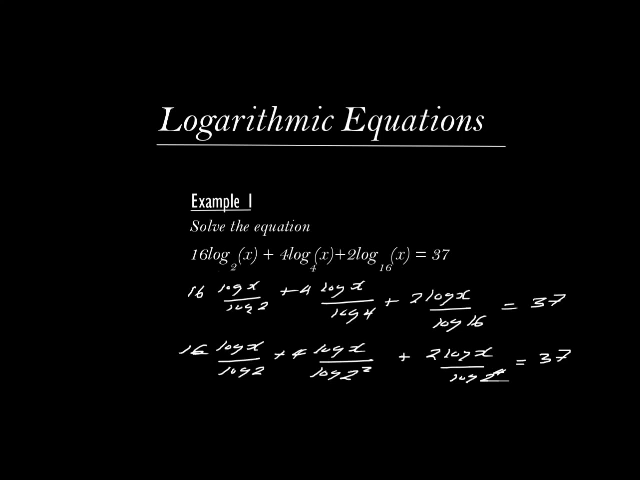 Logarithmic Equations
Example 1
Solve the equation
16log₂(x) + 4log₄(x)+2log₁₆(x) = 37
16 log x / log 2 + 4 log x / log 4 + 2 log x / log 16 = 37
16 log x / log 2 + 4 log x / log 2² + 2 log x / log 2⁴ = 37